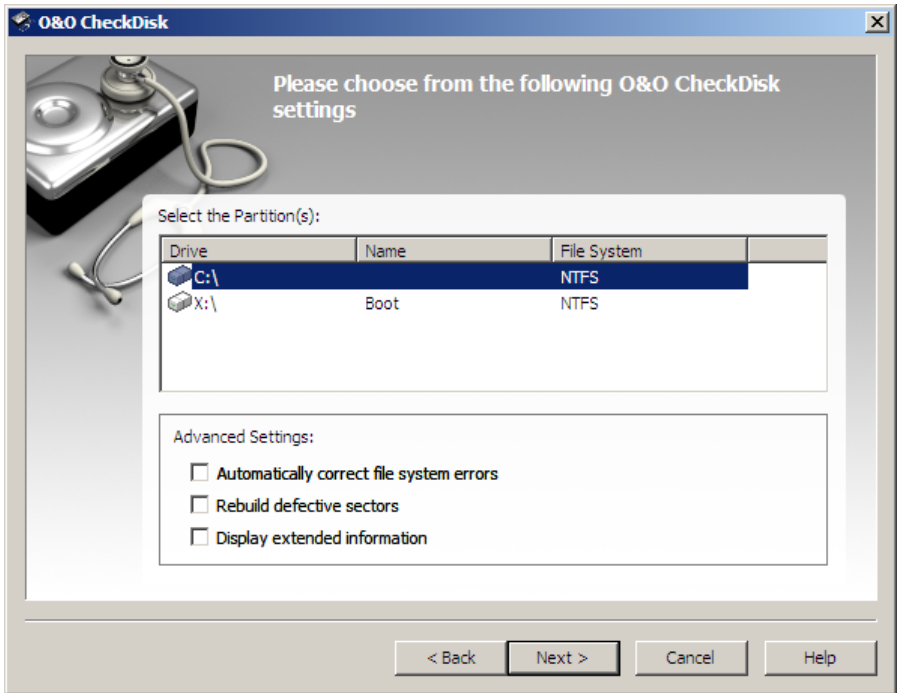 O&O CheckDisk
Please choose from the following O&O CheckDisk
settings
Select the Partition(s):
Drive Name File System
C:\ NTFS
X:\ Boot NTFS
Advanced Settings:
Automatically correct file system errors
Rebuild defective sectors
Display extended information
< Back Next > Cancel Help